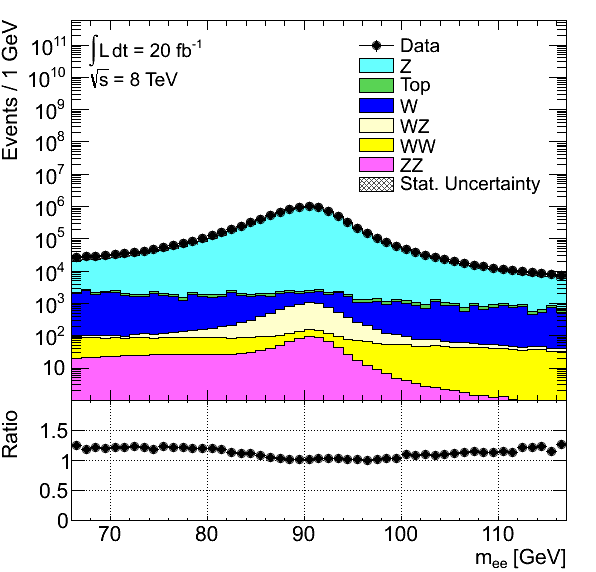 Events / 1 GeV
10¹¹
10¹⁰
10⁹
10⁸
10⁷
10⁶
10⁵
10⁴
10³
10²
10
∫L dt = 20 fb⁻¹
√s = 8 TeV
Data
Z
Top
W
WZ
WW
ZZ
Stat. Uncertainty
Ratio
1.5
1
0.5
0
70 80 90 100 110
mₑₑ [GeV]